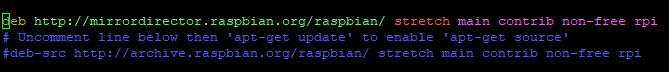 deb http://mirrordirector.raspbian.org/raspbian/ stretch main contrib non-free rpi
# Uncomment line below then 'apt-get update' to enable 'apt-get source'
#deb-src http://archive.raspbian.org/raspbian/ stretch main contrib non-free rpi